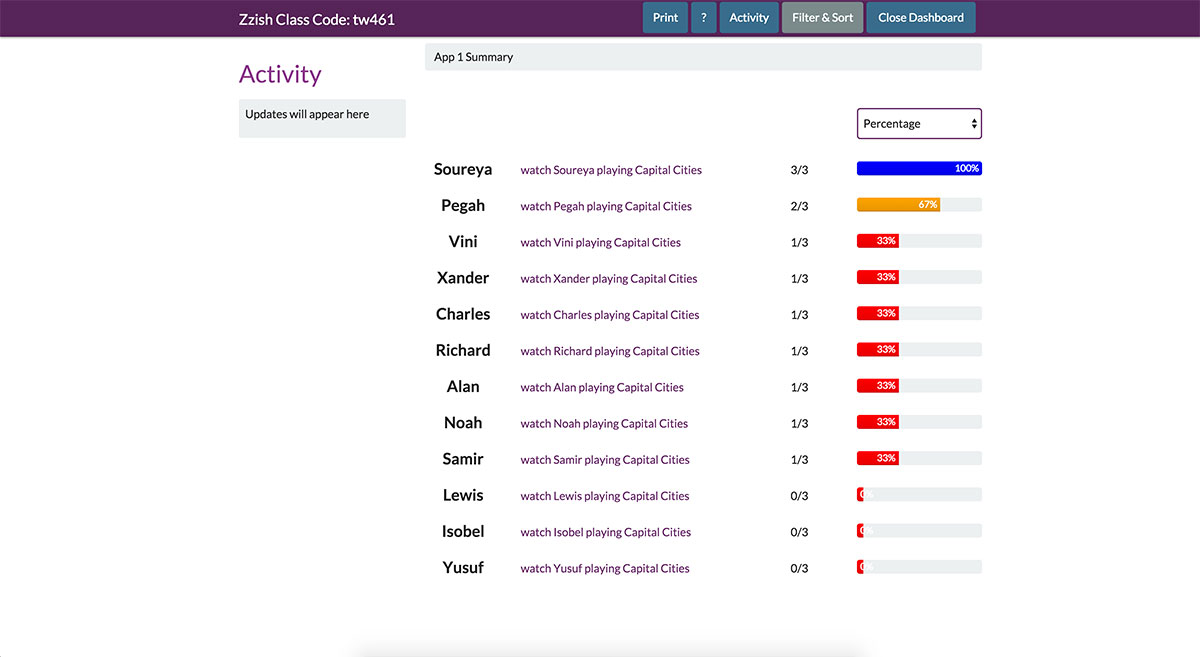 Zzish Class Code: tw461
Print ? Activity Filter & Sort Close Dashboard
App 1 Summary
Activity
Updates will appear here
Percentage
Soureya watch Soureya playing Capital Cities 3/3 100%
Pegah watch Pegah playing Capital Cities 2/3 67%
Vini watch Vini playing Capital Cities 1/3 33%
Xander watch Xander playing Capital Cities 1/3 33%
Charles watch Charles playing Capital Cities 1/3 33%
Richard watch Richard playing Capital Cities 1/3 33%
Alan watch Alan playing Capital Cities 1/3 33%
Noah watch Noah playing Capital Cities 1/3 33%
Samir watch Samir playing Capital Cities 1/3 33%
Lewis watch Lewis playing Capital Cities 0/3 0%
Isobel watch Isobel playing Capital Cities 0/3 0%
Yusuf watch Yusuf playing Capital Cities 0/3 0%